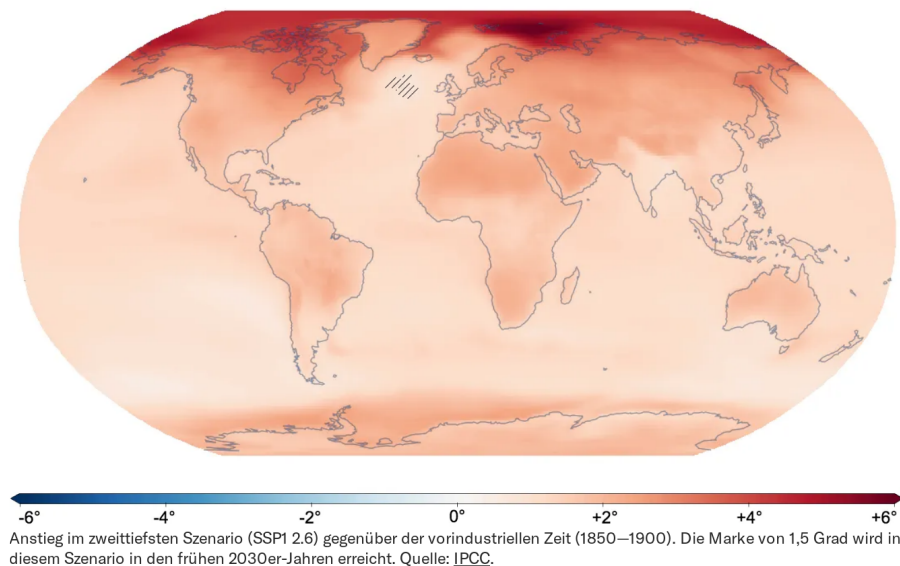 -6° -4° -2° 0° +2° +4° +6°
Anstieg im zweittiefsten Szenario (SSP1 2.6) gegenüber der vorindustriellen Zeit (1850—1900). Die Marke von 1,5 Grad wird in
diesem Szenario in den frühen 2030er-Jahren erreicht. Quelle: IPCC.